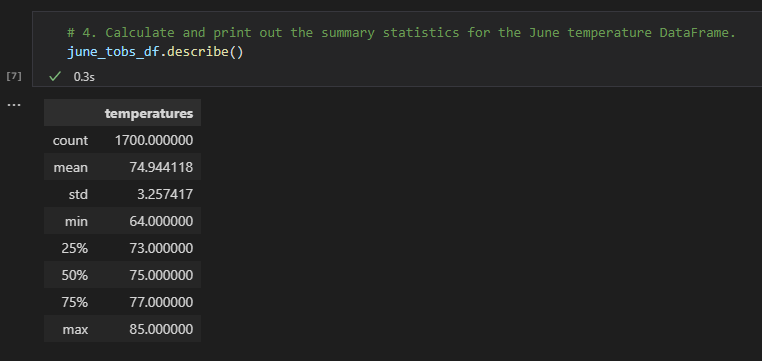 # 4. Calculate and print out the summary statistics for the June temperature DataFrame.
june_tobs_df.describe()
[7] ✓ 0.3s
...
temperatures
count 1700.000000
mean 74.944118
std 3.257417
min 64.000000
25% 73.000000
50% 75.000000
75% 77.000000
max 85.000000